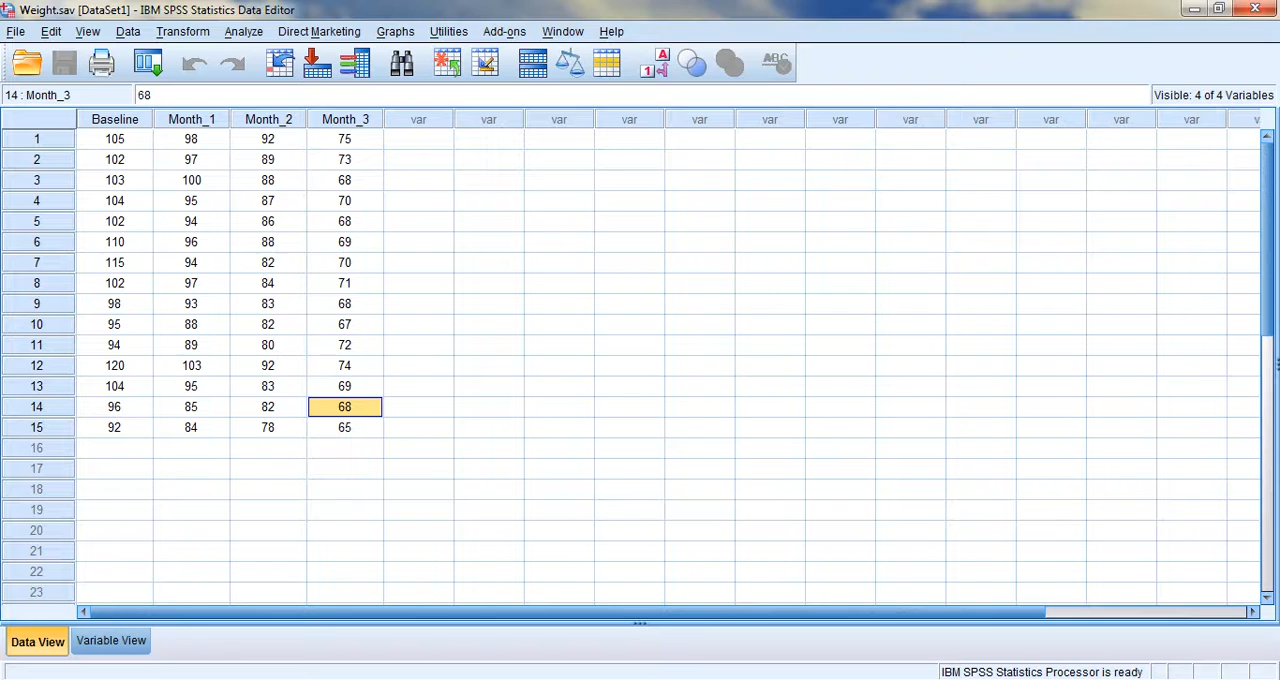 Weight.sav [DataSet1] - IBM SPSS Statistics Data Editor
File Edit View Data Transform Analyze Direct Marketing Graphs Utilities Add-ons Window Help
A
1
ABC
14 : Month_3 68 Visible: 4 of 4 Variables
Baseline Month_1 Month_2 Month_3 var var var var var var var var var var var var
1 105 98 92 75
2 102 97 89 73
3 103 100 88 68
4 104 95 87 70
5 102 94 86 68
6 110 96 88 69
7 115 94 82 70
8 102 97 84 71
9 98 93 83 68
10 95 88 82 67
11 94 89 80 72
12 120 103 92 74
13 104 95 83 69
14 96 85 82 68
15 92 84 78 65
16
17
18
19
20
21
22
23
Data View Variable View
IBM SPSS Statistics Processor is ready